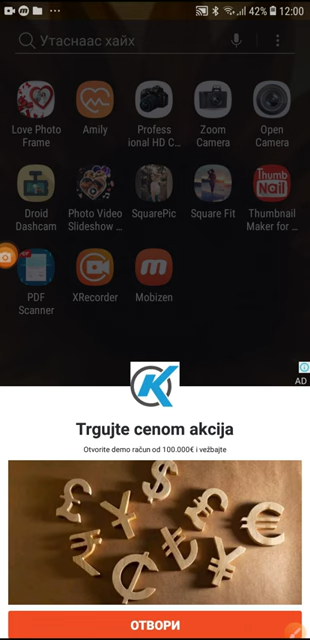 42% 12:00
Утаснаас хайх
Love Photo
Frame
Amily
Profess
ional HD C...
Zoom
Camera
Open
Camera
Droid
Dashcam
Photo Video
Slideshow ...
SquarePic
Square Fit
Thumb
Nail
Thumbnail
Maker for ...
PDF
Scanner
XRecorder
Mobizen
AD
K
Trgujte cenom akcija
Otvorite demo račun od 100.000€ i vežbajte
ОТВОРИ